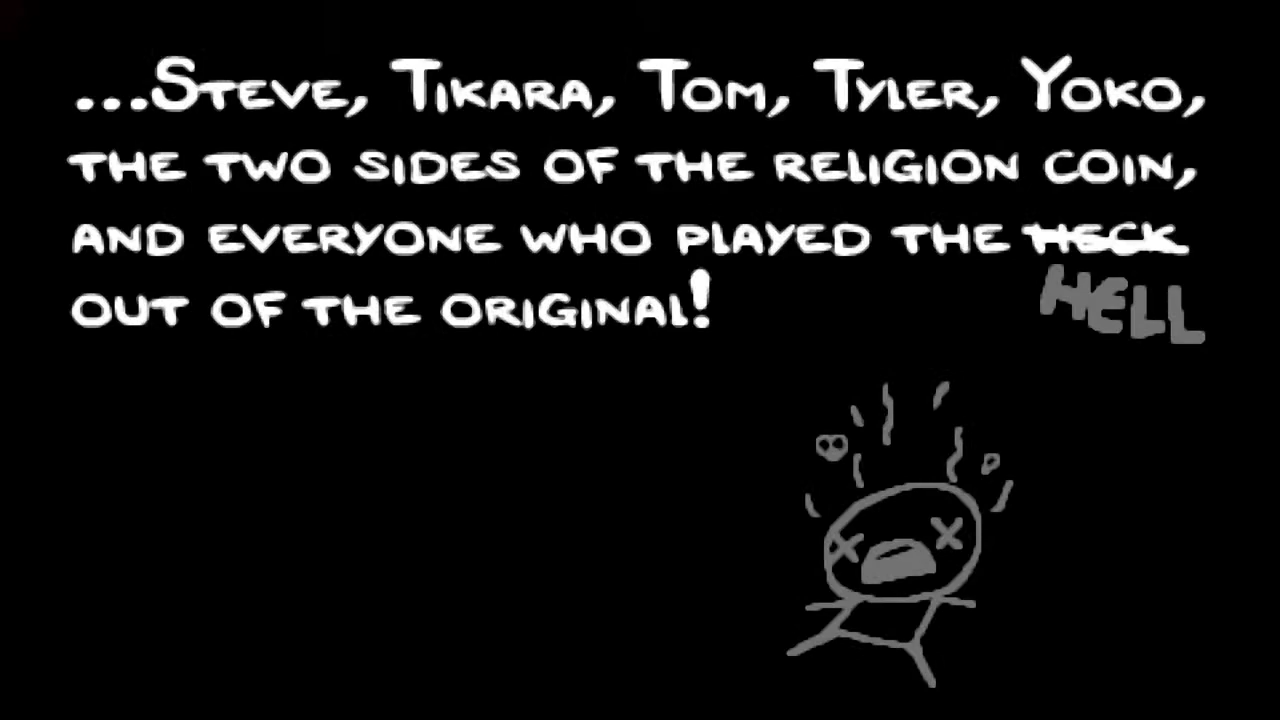 ...Steve, Tikara, Tom, Tyler, Yoko,
the two sides of the religion coin,
and everyone who played the heck
HELL
out of the original!